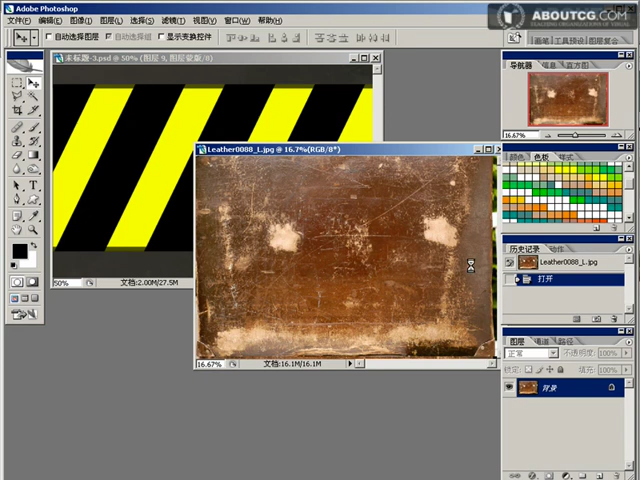 Adobe Photoshop
ABOUTCG.COM
文件(F) 编辑(E) 图像(I) 图层(L) 选择(S) 滤镜(T) 视图(V) 窗口(W) 帮助(H)
自动选择图层 自动选择组 显示变换控件
画笔 工具预设 图层复合
未标题-3.psd @ 50% (图层 9, 图层蒙版/8)
导航器 信息 直方图
16.67%
Leather0088_L.jpg @ 16.7%(RGB/8*)
颜色 色板 样式
历史记录 动作
Leather0088_L.jpg
打开
50% 文档:2.00M/27.5M
图层 通道 路径
正常 不透明度: 100%
锁定: 填充: 100%
16.67% 文档:16.1M/16.1M
背景